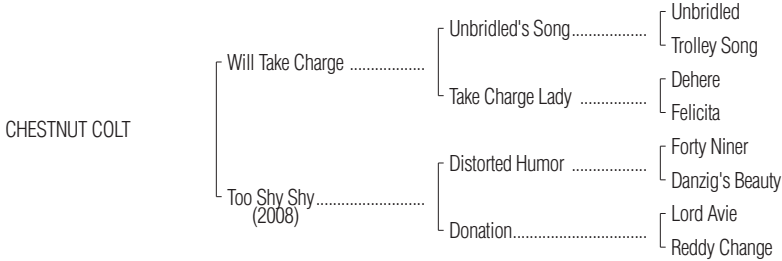 Unbridled
Unbridled's Song..................
Trolley Song
Will Take Charge ..................
Dehere
Take Charge Lady ................
Felicita
CHESTNUT COLT
Forty Niner
Distorted Humor ..................
Danzig's Beauty
Too Shy Shy..........................
(2008)
Lord Avie
Donation................................
Reddy Change